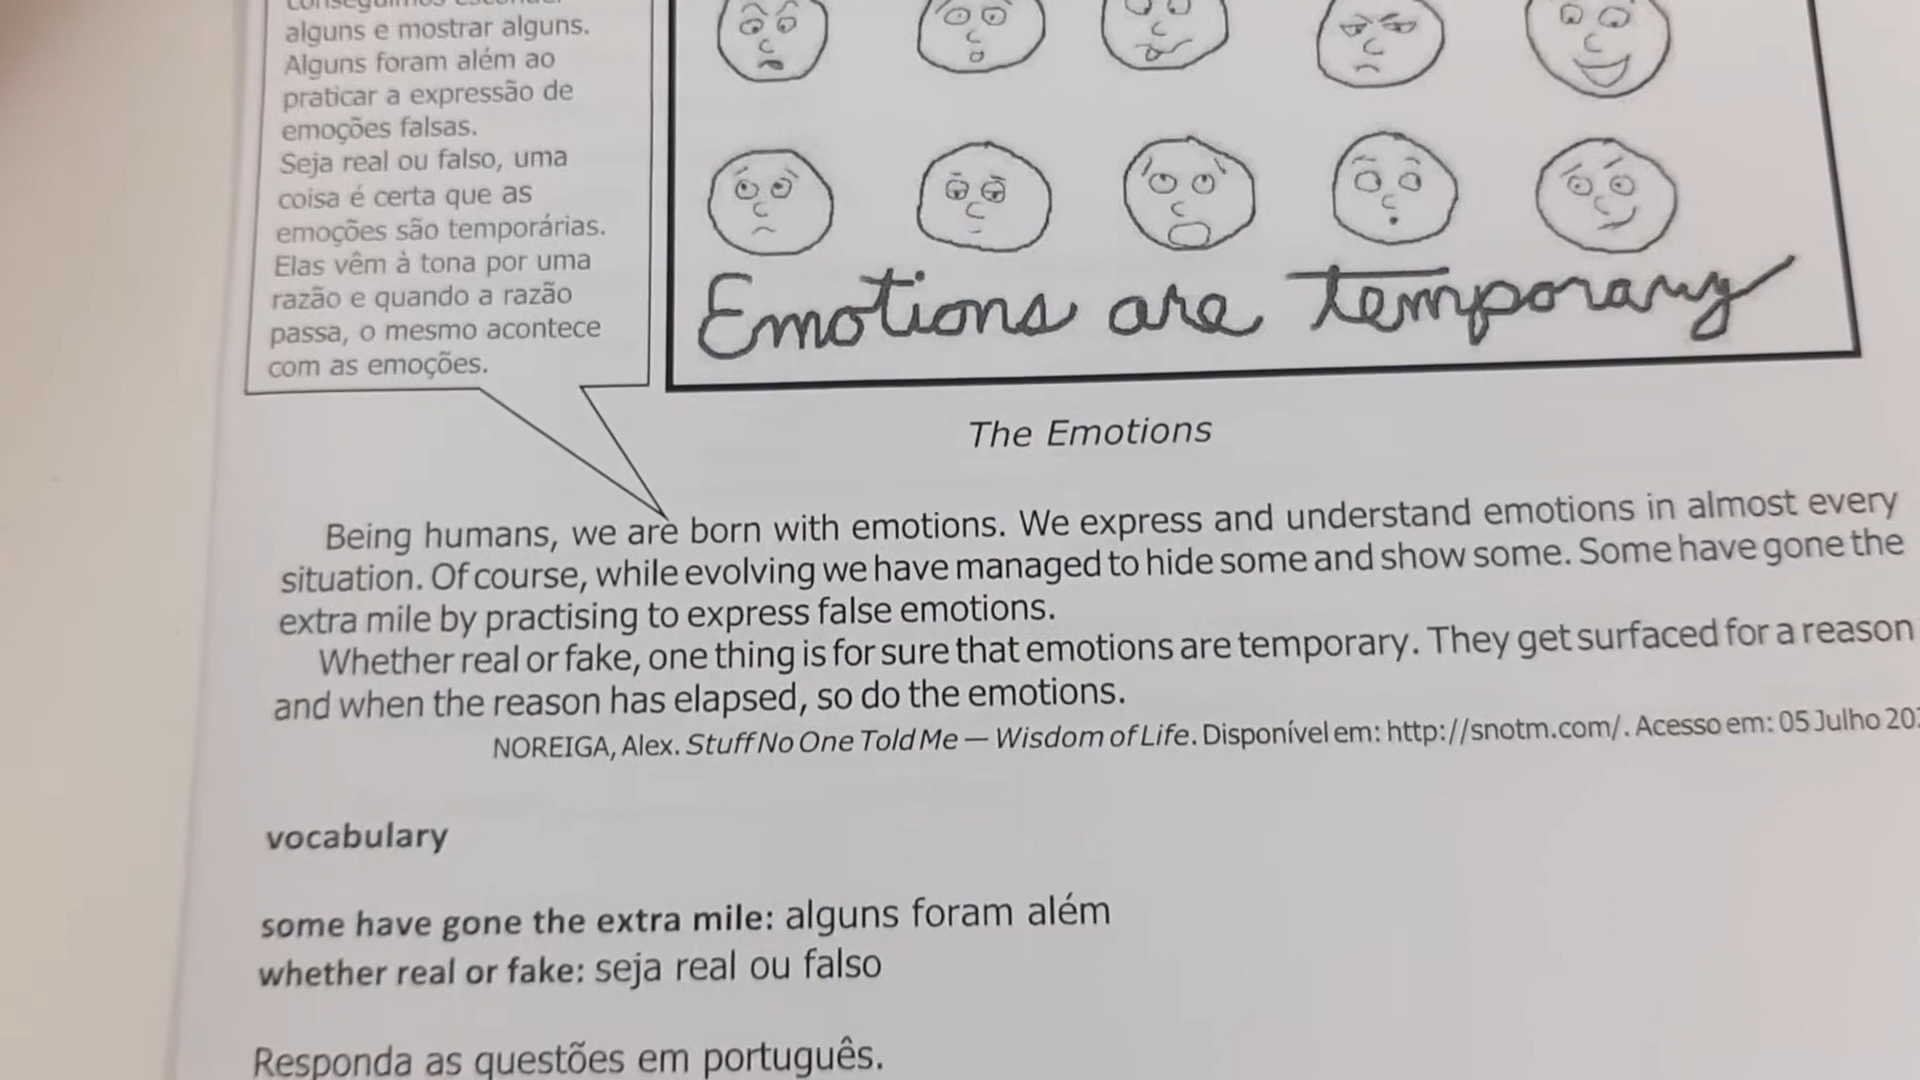 conseguimos esconder
alguns e mostrar alguns.
Alguns foram além ao
praticar a expressão de
emoções falsas.
Seja real ou falso, uma
coisa é certa que as
emoções são temporárias.
Elas vêm à tona por uma
razão e quando a razão
passa, o mesmo acontece
com as emoções.
Emotions are temporary
The Emotions
Being humans, we are born with emotions. We express and understand emotions in almost every
situation. Of course, while evolving we have managed to hide some and show some. Some have gone the
extra mile by practising to express false emotions.
Whether real or fake, one thing is for sure that emotions are temporary. They get surfaced for a reason
and when the reason has elapsed, so do the emotions.
NOREIGA, Alex. Stuff No One Told Me — Wisdom of Life. Disponível em: http://snotm.com/. Acesso em: 05 Julho
vocabulary
some have gone the extra mile: alguns foram além
whether real or fake: seja real ou falso
Responda as questões em português.